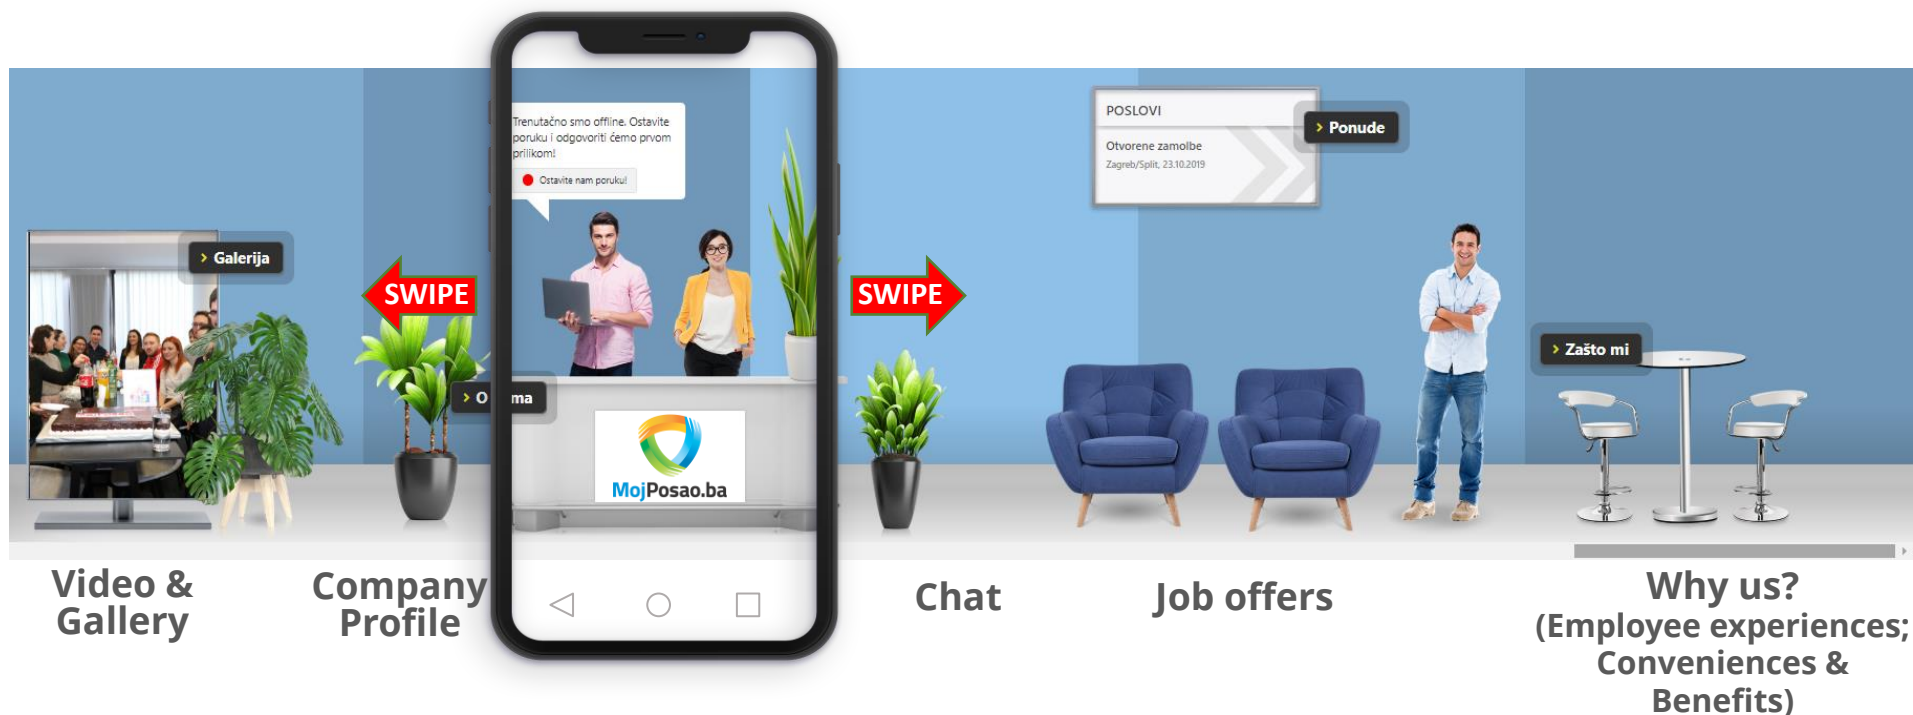 Trenutačno smo offline. Ostavite
poruku i odgovoriti ćemo prvom
prilikom!
Ostavite nam poruku!
POSLOVI
Otvorene zamolbe
Zagreb/Split, 23.10.2019
> Ponude
> Galerija
SWIPE
SWIPE
> Zašto mi
> O ma
MojPosao.ba
Video &
Gallery
Company
Profile
Chat
Job offers
Why us?
(Employee experiences;
Conveniences &
Benefits)